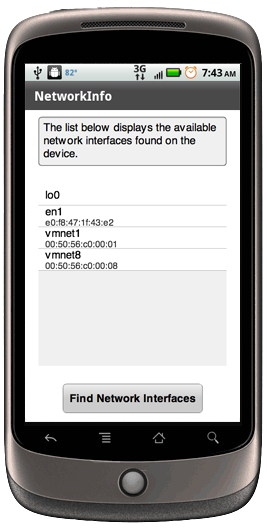 82°
3G
7:43 AM
NetworkInfo
The list below displays the available
network interfaces found on the
device.
lo0
en1
e0:f8:47:1f:43:e2
vmnet1
00:50:56:c0:00:01
vmnet8
00:50:56:c0:00:08
Find Network Interfaces